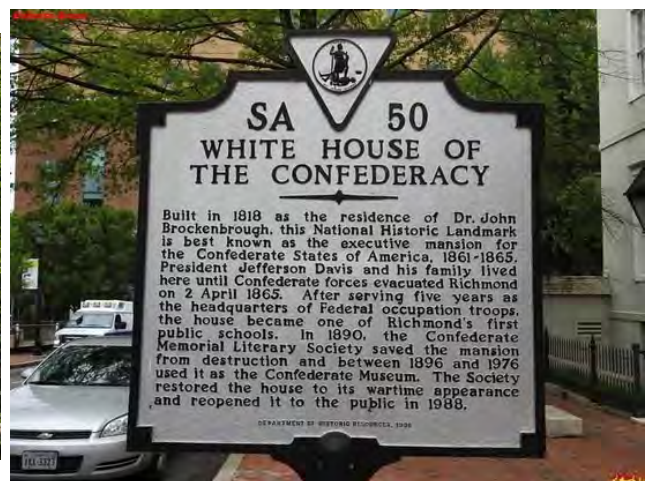 SA 50
WHITE HOUSE OF
THE CONFEDERACY
Built in 1818 as the residence of Dr. John
Brockenbrough, this National Historic Landmark
is best known as the executive mansion for
the Confederate States of America, 1861-1865.
President Jefferson Davis and his family lived
here until Confederate forces evacuated Richmond
on 2 April 1865. After serving five years as
the headquarters of Federal occupation troops,
the house became one of Richmond's first
public schools. In 1890, the Confederate
Memorial Literary Society saved the mansion
from destruction and between 1896 and 1976
used it as the Confederate Museum. The Society
restored the house to its wartime appearance
and reopened it to the public in 1988.
DEPARTMENT OF HISTORIC RESOURCES,